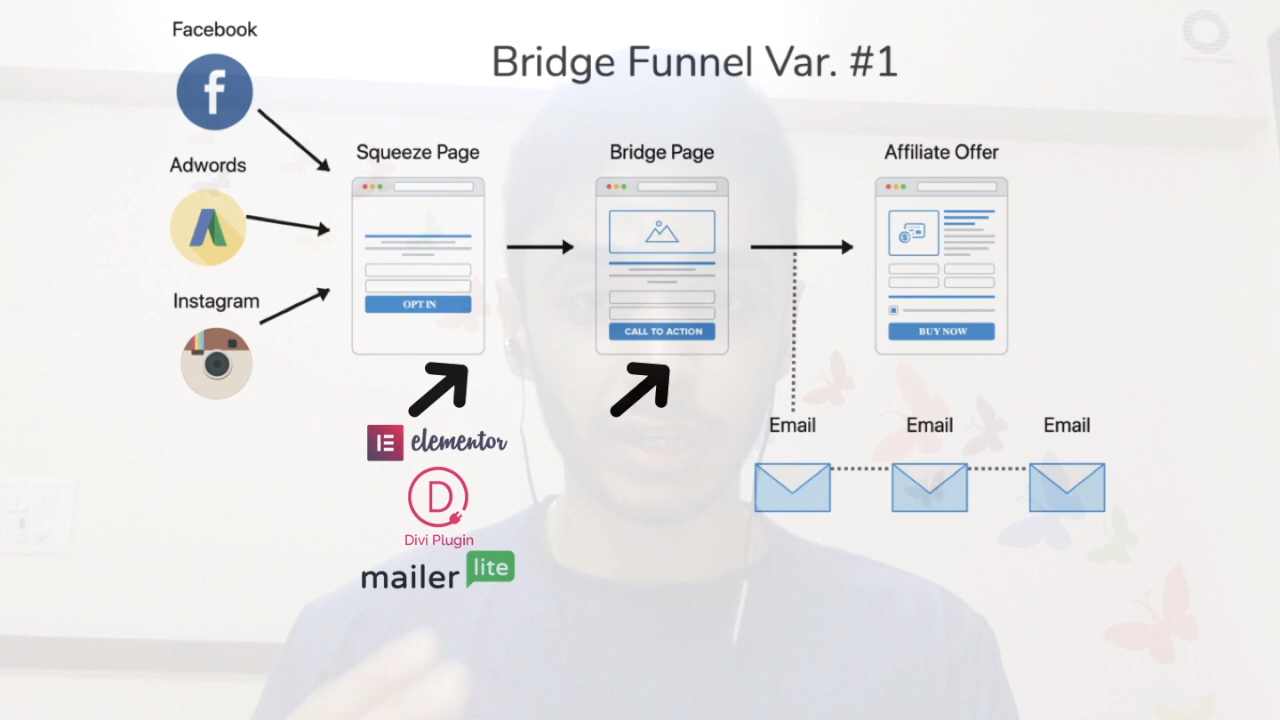 Facebook
Bridge Funnel Var. #1
Adwords
Squeeze Page
Bridge Page
Affiliate Offer
Instagram
OPT IN
CALL TO ACTION
BUY NOW
elementor
Email
Email
Email
D
Divi Plugin
mailer lite